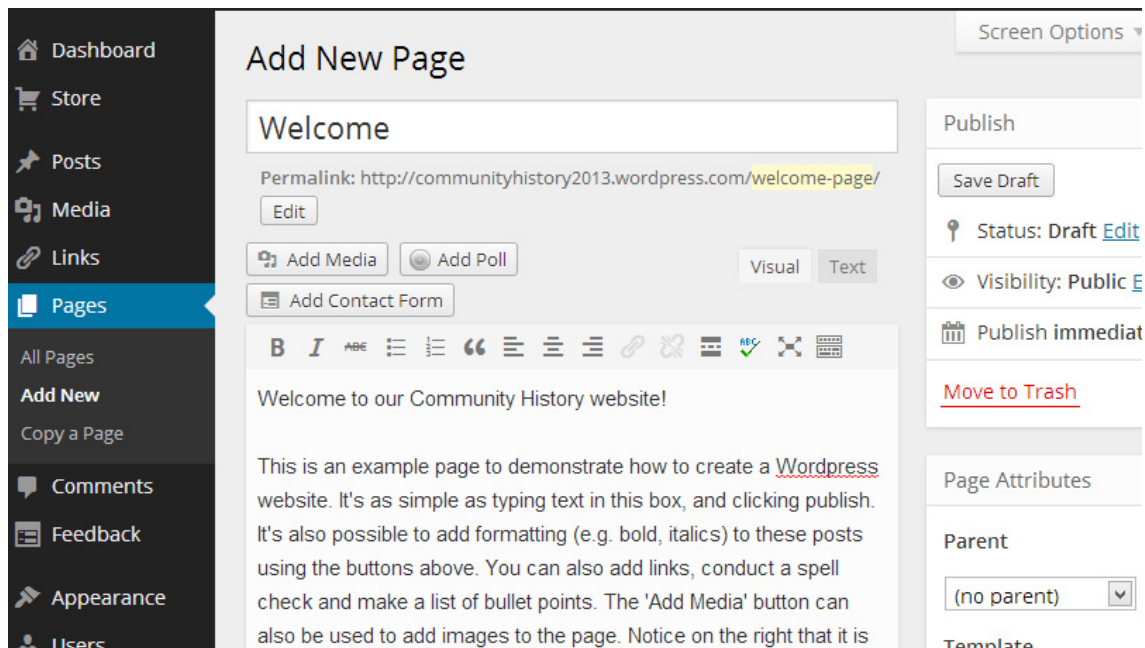 Dashboard
Store
Posts
Media
Links
Pages
All Pages
Add New
Copy a Page
Comments
Feedback
Appearance
Users
Screen Options
Add New Page
Welcome
Permalink: http://communityhistory2013.wordpress.com/welcome-page/
Edit
Add Media
Add Poll
Visual
Text
Add Contact Form
B I ABC ABC
Welcome to our Community History website!
This is an example page to demonstrate how to create a Wordpress
website. It's as simple as typing text in this box, and clicking publish.
It's also possible to add formatting (e.g. bold, italics) to these posts
using the buttons above. You can also add links, conduct a spell
check and make a list of bullet points. The 'Add Media' button can
also be used to add images to the page. Notice on the right that it is
Publish
Save Draft
Status: Draft Edit
Visibility: Public E
Publish immediat
Move to Trash
Page Attributes
Parent
(no parent)
Template